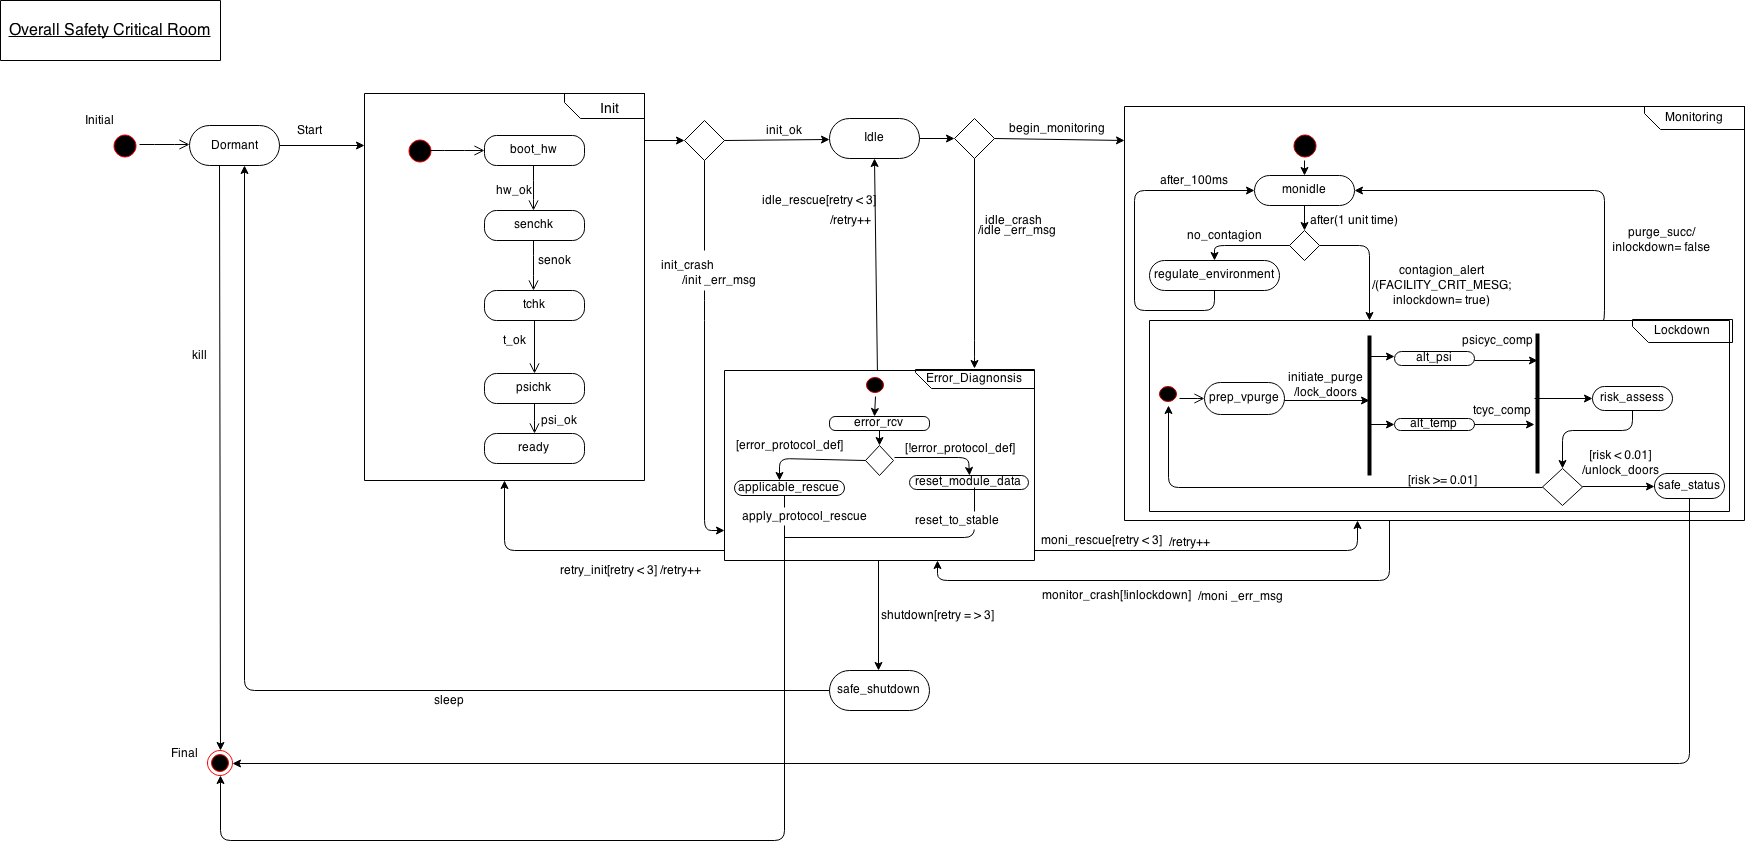 Overall Safety Critical Room
Initial
Dormant
Start
Init
boot_hw
hw_ok
senchk
senok
tchk
t_ok
psichk
psi_ok
ready
init_ok
init_crash
/init _err_msg
Idle
begin_monitoring
idle_rescue[retry < 3]
/retry++
idle_crash
/idle _err_msg
Monitoring
monidle
after_100ms
after(1 unit time)
no_contagion
regulate_environment
contagion_alert
/(FACILITY_CRIT_MESG;
inlockdown= true)
purge_succ/
inlockdown= false
Lockdown
prep_vpurge
initiate_purge
/lock_doors
alt_psi
psicyc_comp
alt_temp
tcyc_comp
risk_assess
[risk < 0.01]
/unlock_doors
[risk >= 0.01]
safe_status
Error_Diagnonsis
error_rcv
[error_protocol_def]
[!error_protocol_def]
applicable_rescue
reset_module_data
apply_protocol_rescue
reset_to_stable
retry_init[retry < 3] /retry++
moni_rescue[retry < 3] /retry++
monitor_crash[!inlockdown] /moni _err_msg
shutdown[retry = > 3]
safe_shutdown
sleep
kill
Final